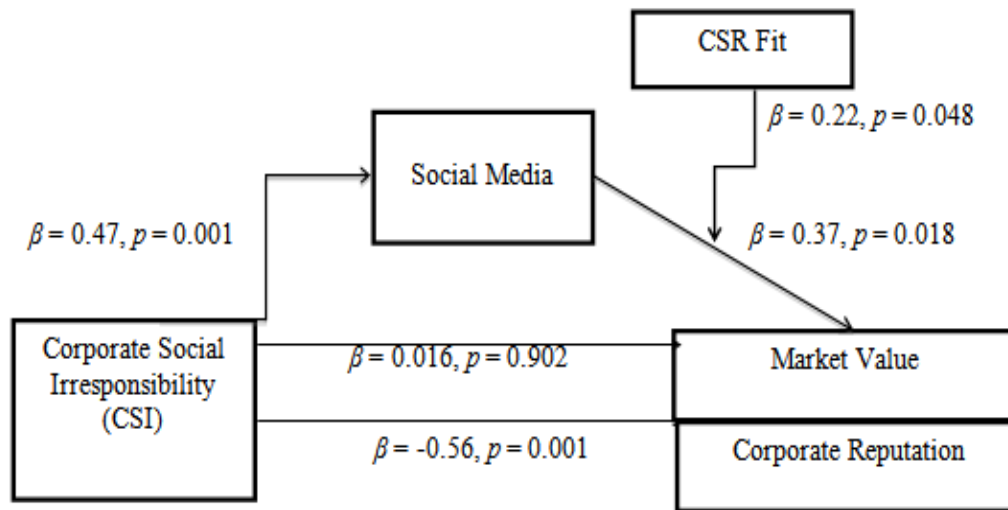 CSR Fit
β = 0.22, p = 0.048
Social Media
β = 0.47, p = 0.001
β = 0.37, p = 0.018
Corporate Social
Irresponsibility
(CSI)
β = 0.016, p = 0.902
Market Value
β = -0.56, p = 0.001
Corporate Reputation